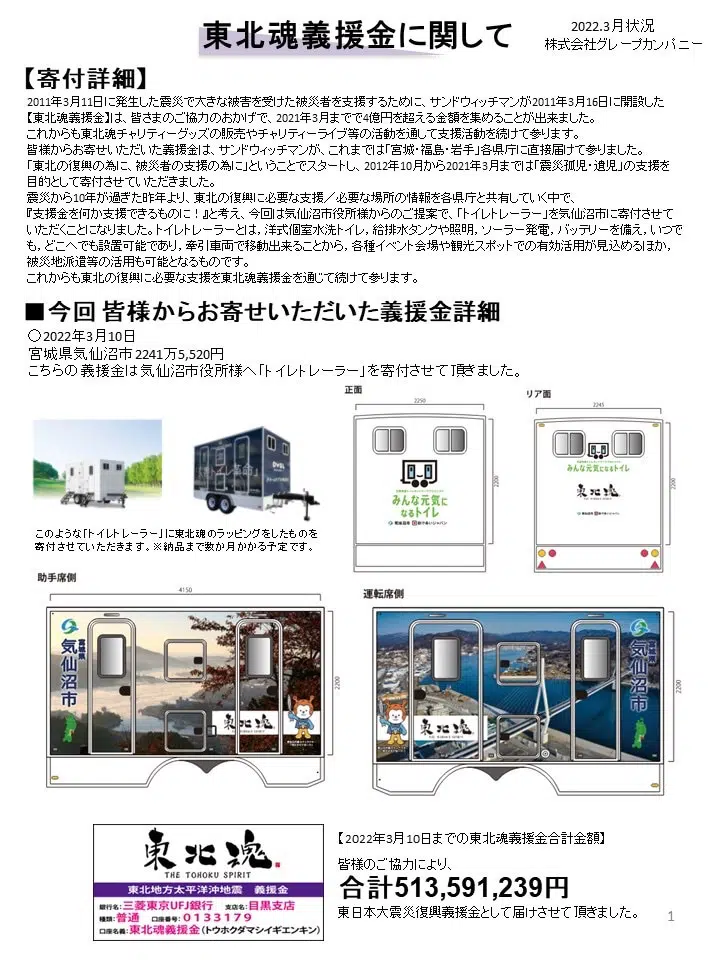 東北魂義援金に関して
2022.3月状況
株式会社グレープカンパニー
【寄付詳細】
2011年3月11日に発生した震災で大きな被害を受けた被災者を支援するために、サンドウィッチマンが2011年3月16日に開設した
【東北魂義援金】は、皆さまのご協力のおかげで、2021年3月までで4億円を超える金額を集めることが出来ました。
これからも東北魂チャリティーグッズの販売やチャリティーライブ等の活動を通して支援活動を続けて参ります。
皆様からお寄せいただいた義援金は、サンドウィッチマンが、これまでは「宮城・福島・岩手」各県庁に直接届けて参りました。
「東北の復興の為に、被災者の支援の為に」ということでスタートし、2012年10月から2021年3月までは「震災孤児・遺児」の支援を
目的として寄付させていただきました。
震災から10年が過ぎた昨年より、東北の復興に必要な支援／必要な場所の情報を各県庁と共有していく中で、
『支援金を何か支援できるものに！』と考え、今回は気仙沼市役所様からのご提案で、「トイレトレーラー」を気仙沼市に寄付させて
いただくことになりました。トイレトレーラーとは，洋式個室水洗トイレ，給排水タンクや照明，ソーラー発電，バッテリーを備え，いつで
も，どこへでも設置可能であり，牽引車両で移動出来ることから，各種イベント会場や観光スポットでの有効活用が見込めるほか，
被災地派遣等の活用も可能となるものです。
これからも東北の復興に必要な支援を東北魂義援金を通じて続けて参ります。
■今回 皆様からお寄せいただいた義援金詳細
○2022年3月10日
宮城県気仙沼市 2241万5,520円
こちらの義援金は気仙沼市役所様へ「トイレトレーラー」を寄付させて頂きました。
正面
リア面
2250
2245
2200
2200
みんな元気に
なるトイレ
気仙沼市
助けあいジャパン
みんな元気になるトイレ
東北魂
このような「トイレトレーラー」に東北魂のラッピングをしたものを
寄付させていただきます。※納品まで数か月かかる予定です。
助手席側
運転席側
4150
2200
2200
宮城県
気仙沼市
東北魂
THE TOHOKU SPIRIT
宮城県
気仙沼市
東北魂
THE TOHOKU SPIRIT
東北魂
THE TOHOKU SPIRIT
東北地方太平洋沖地震 義援金
銀行名：三菱東京UFJ銀行 支店名：目黒支店
種類：普通 口座番号：0133179
口座名義：東北魂義援金（トウホクダマシイギエンキン）
【2022年3月10日までの東北魂義援金合計金額】
皆様のご協力により、
合計513,591,239円
東日本大震災復興義援金として届けさせて頂きました。
1